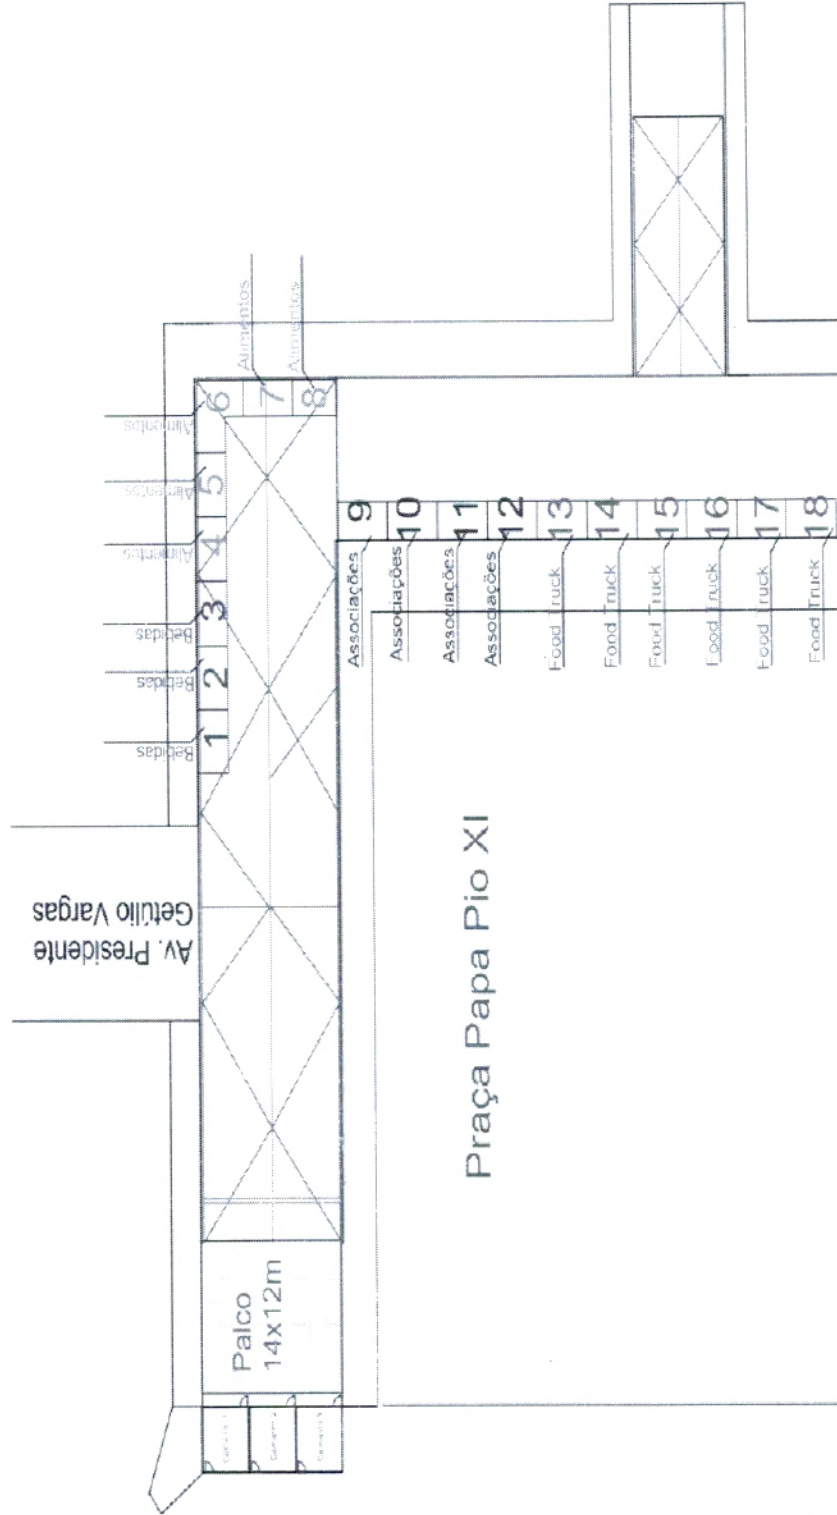 Av. Presidente
Getúlio Vargas
Bebidas
Bebidas
Bebidas
Alimentos
Alimentos
Alimentos
Alimentos
Alimentos
1
2
3
4
5
6
7
8
9
10
11
12
13
14
15
16
17
18
Associações
Associações
Associações
Associações
Food Truck
Food Truck
Food Truck
Food Truck
Food Truck
Food Truck
Praça Papa Pio XI
Palco
14x12m